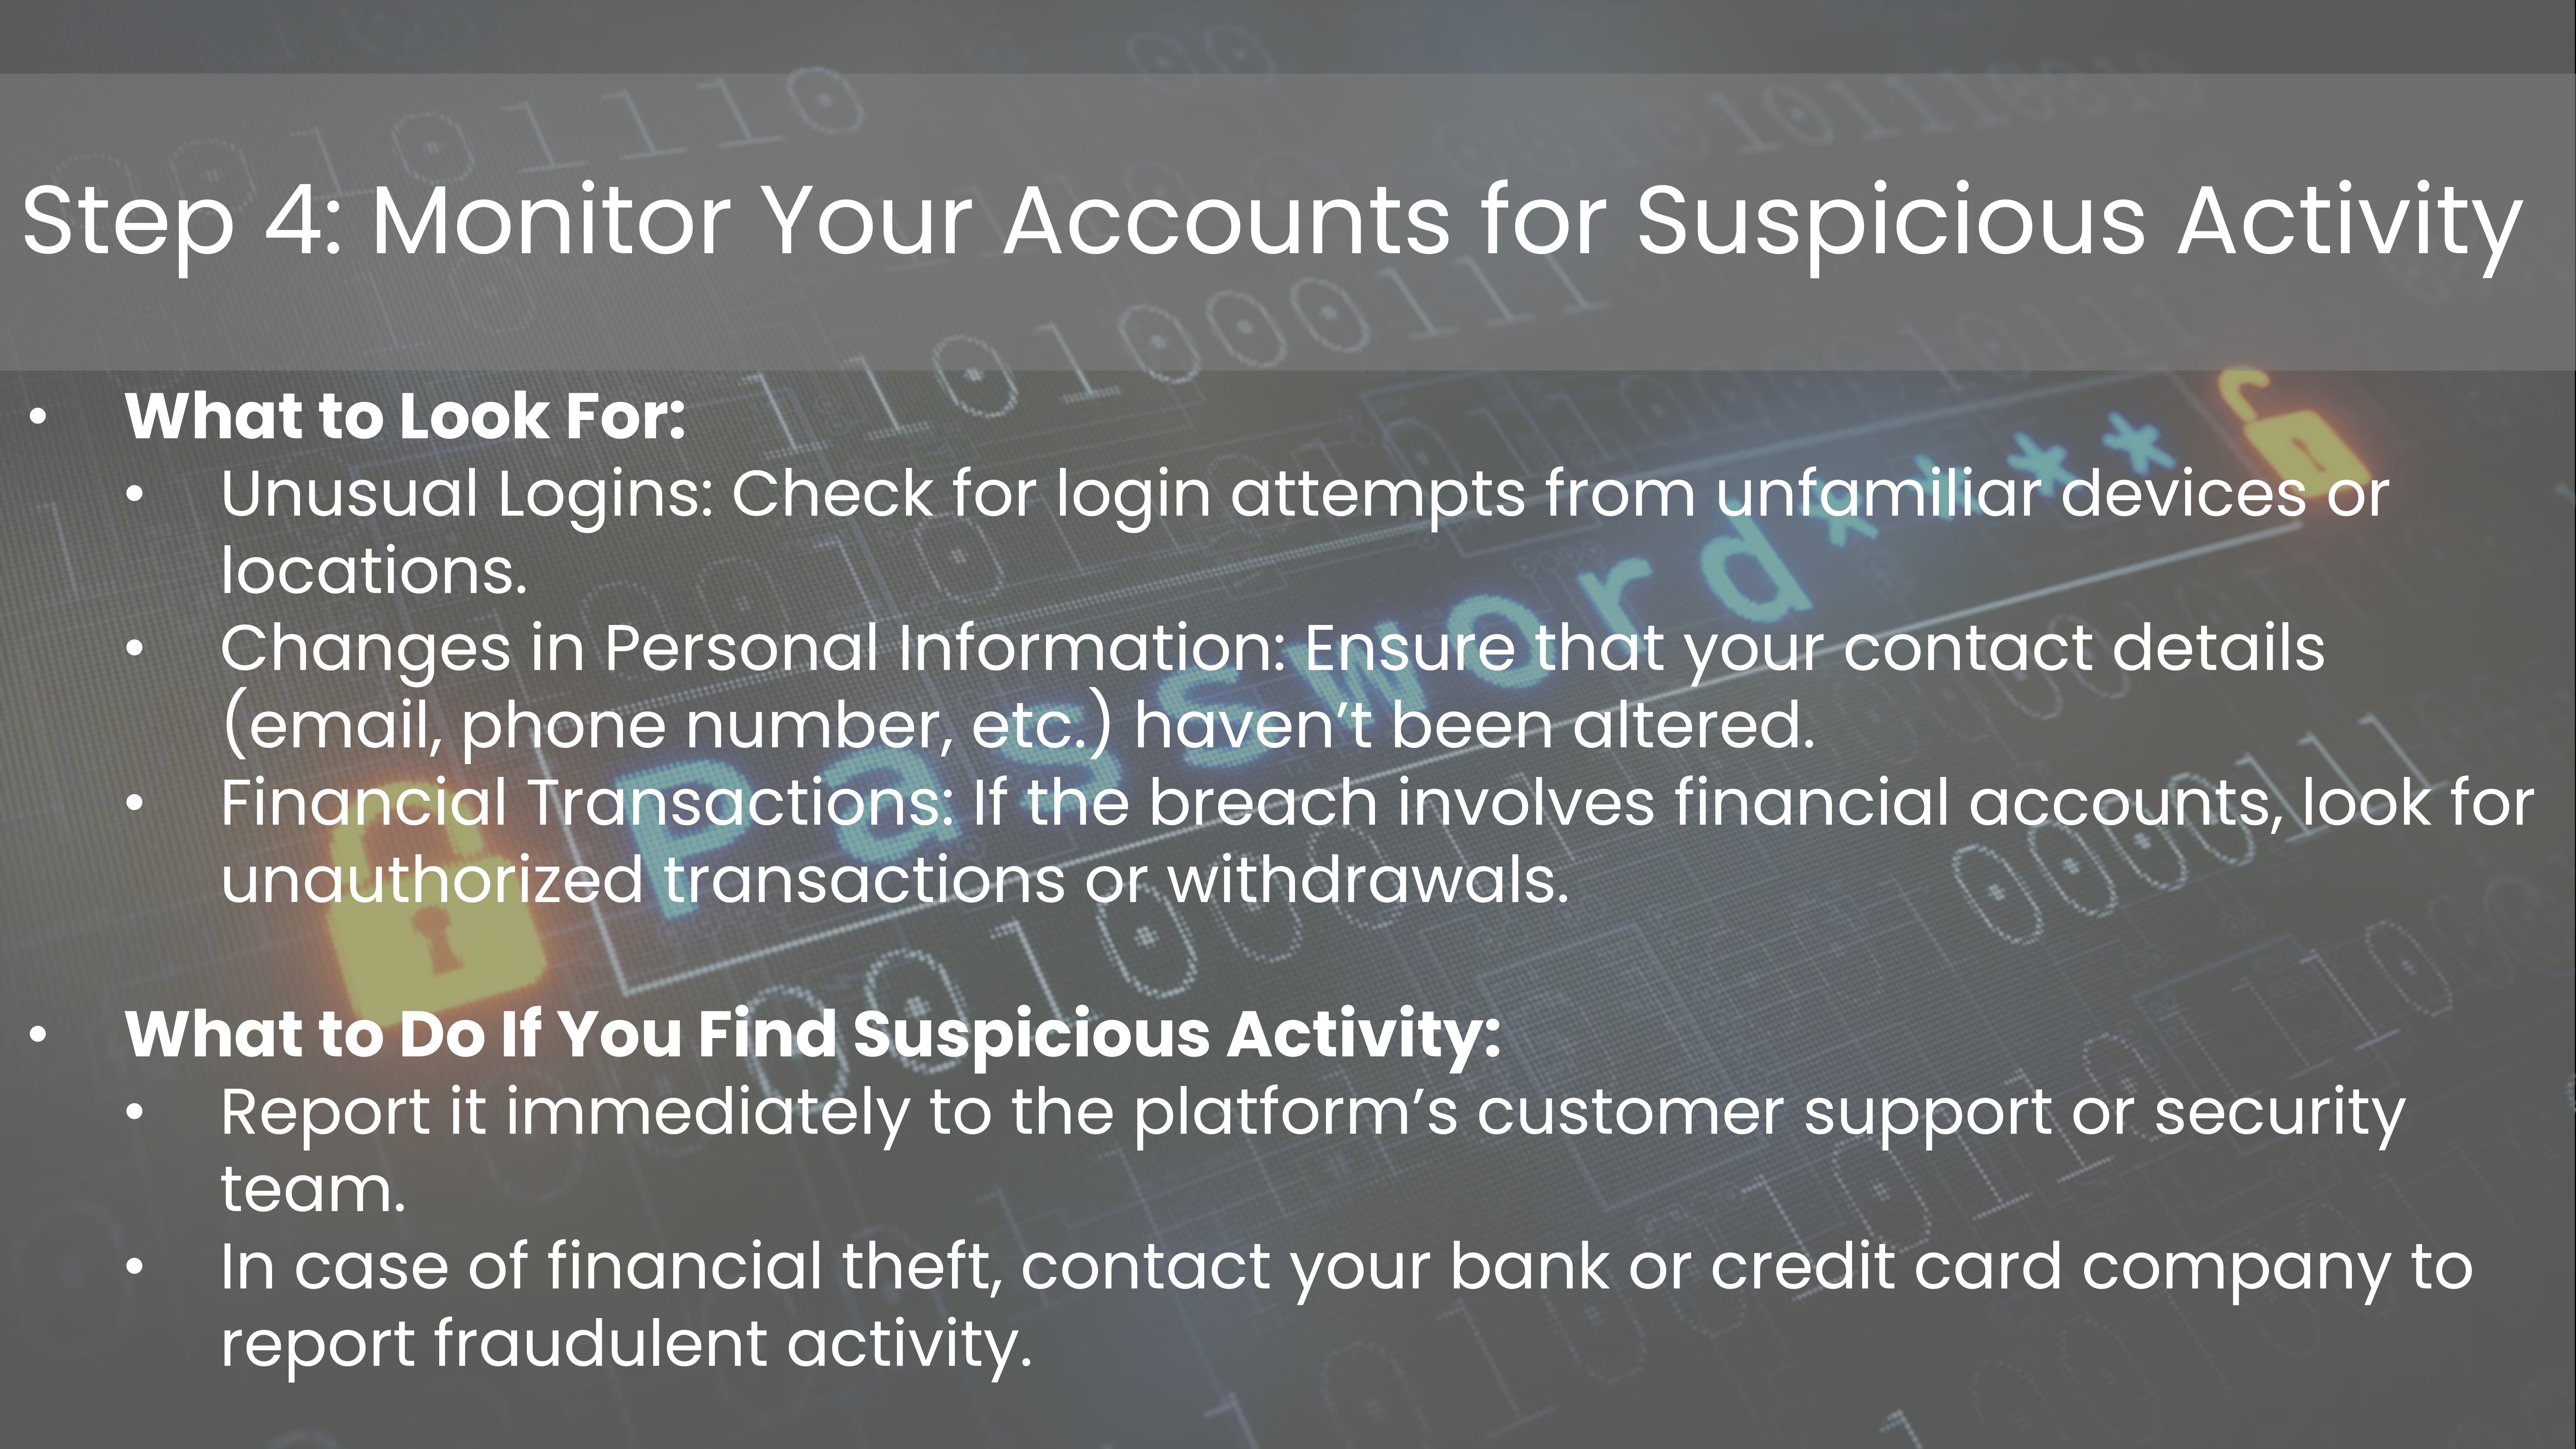 Step 4: Monitor Your Accounts for Suspicious Activity
• What to Look For:
• Unusual Logins: Check for login attempts from unfamiliar devices or
locations.
• Changes in Personal Information: Ensure that your contact details
(email, phone number, etc.) haven’t been altered.
• Financial Transactions: If the breach involves financial accounts, look for
unauthorized transactions or withdrawals.
• What to Do If You Find Suspicious Activity:
• Report it immediately to the platform’s customer support or security
team.
• In case of financial theft, contact your bank or credit card company to
report fraudulent activity.
Password****